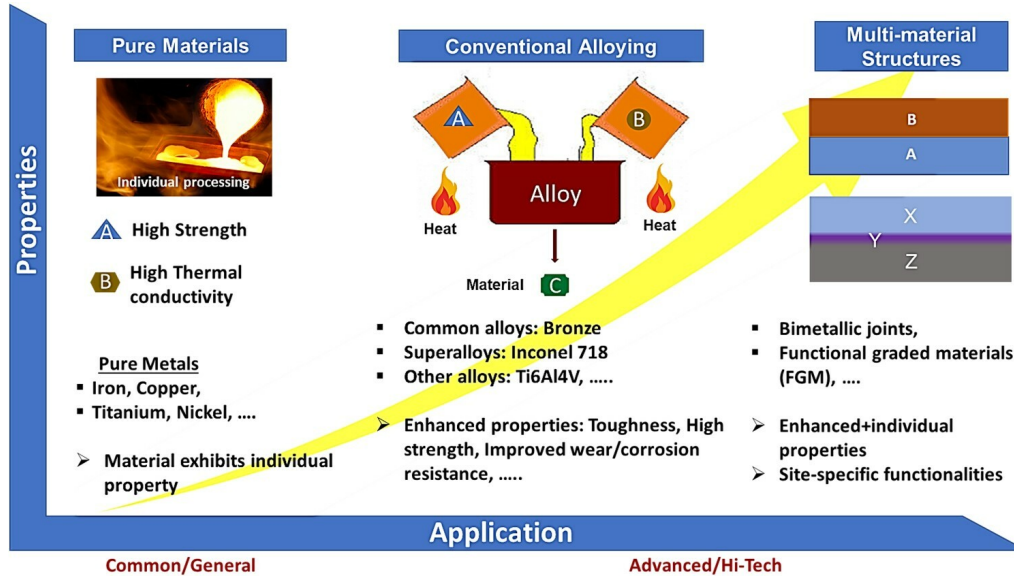 Properties
Pure Materials
Individual processing
A High Strength
B High Thermal
conductivity
Pure Metals
▪ Iron, Copper,
▪ Titanium, Nickel, ….
➢ Material exhibits individual
property
Conventional Alloying
A
B
Heat
Alloy
Heat
Material C
▪ Common alloys: Bronze
▪ Superalloys: Inconel 718
▪ Other alloys: Ti6Al4V, …..
➢ Enhanced properties: Toughness, High
strength, Improved wear/corrosion
resistance, …..
Multi-material
Structures
B
A
X
Y
Z
▪ Bimetallic joints,
▪ Functional graded materials
(FGM), ….
➢ Enhanced+individual
properties
➢ Site-specific functionalities
Application
Common/General
Advanced/Hi-Tech